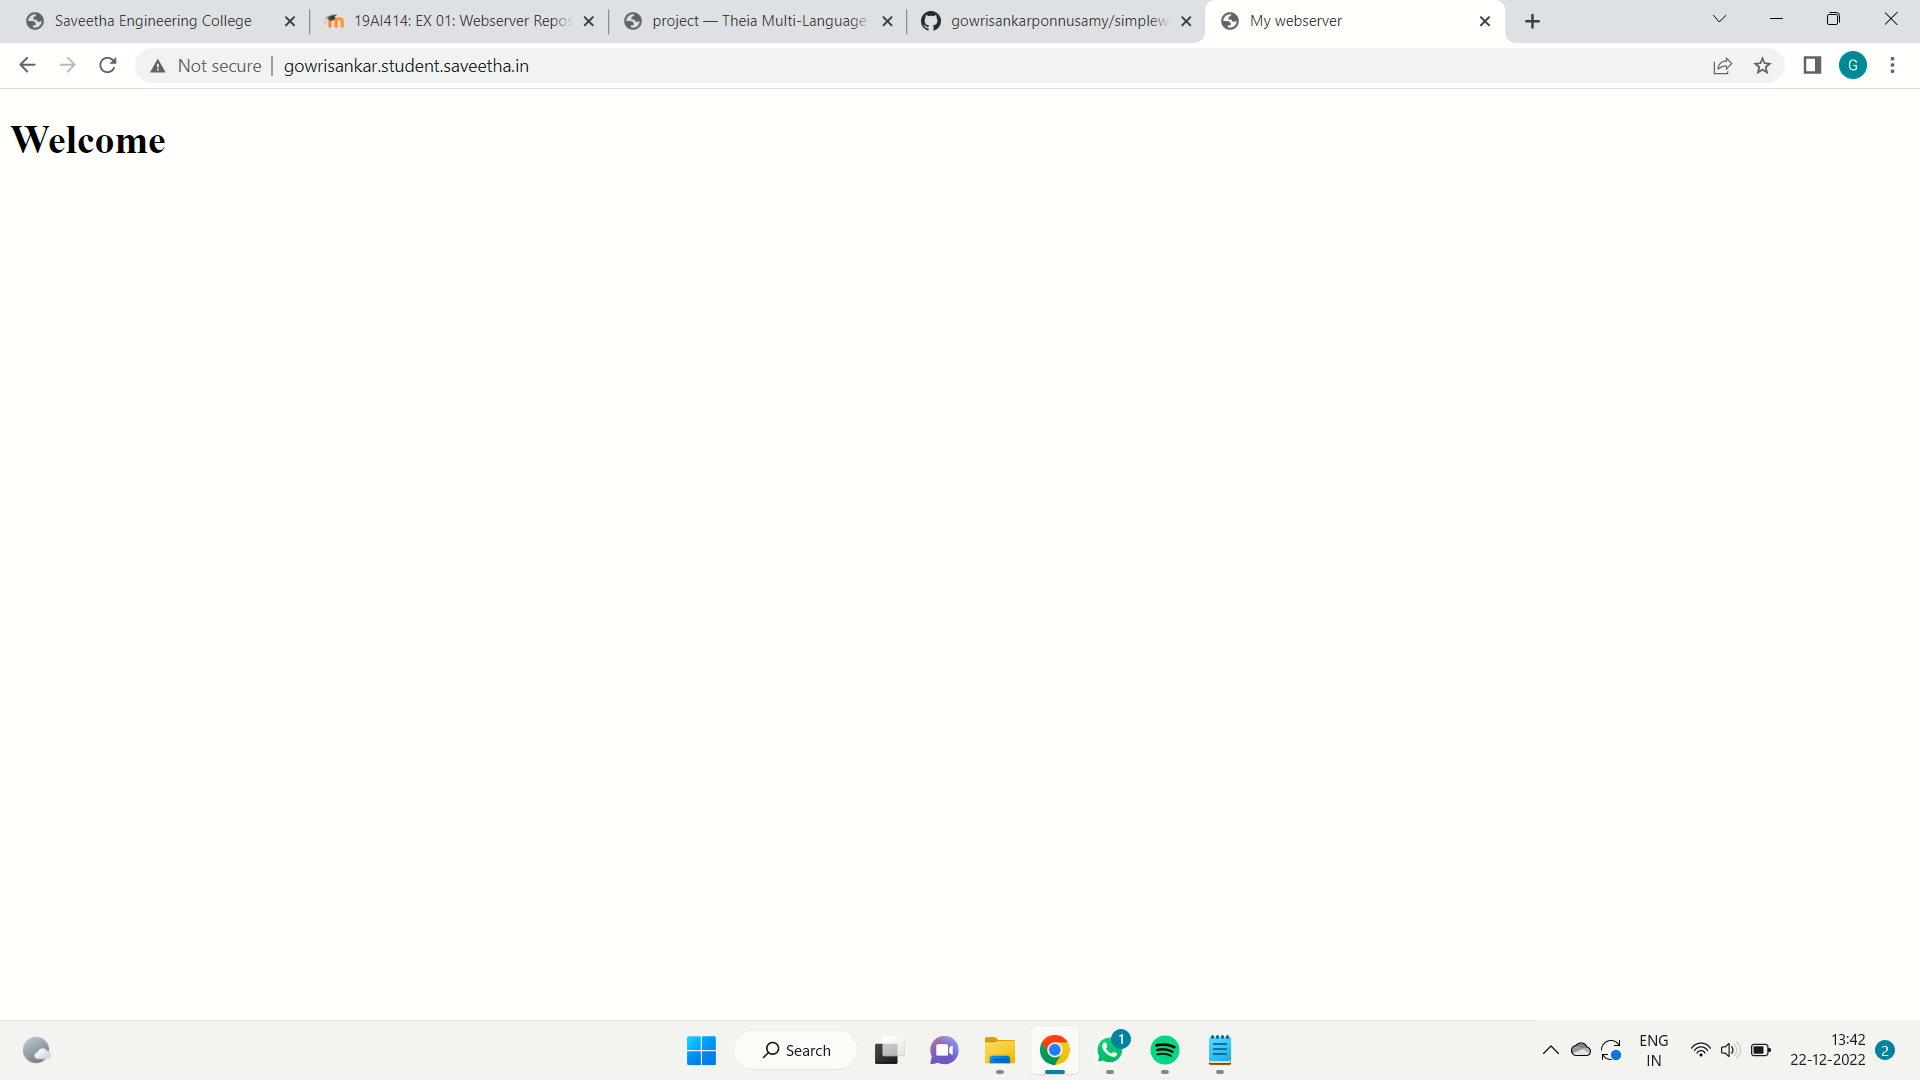 Saveetha Engineering College
19AI414: EX 01: Webserver Repos
project — Theia Multi-Language
gowrisankarponnusamy/simplew
My webserver
Not secure
gowrisankar.student.saveetha.in
G
Welcome
Search
1
ENG
IN
13:42
22-12-2022
2